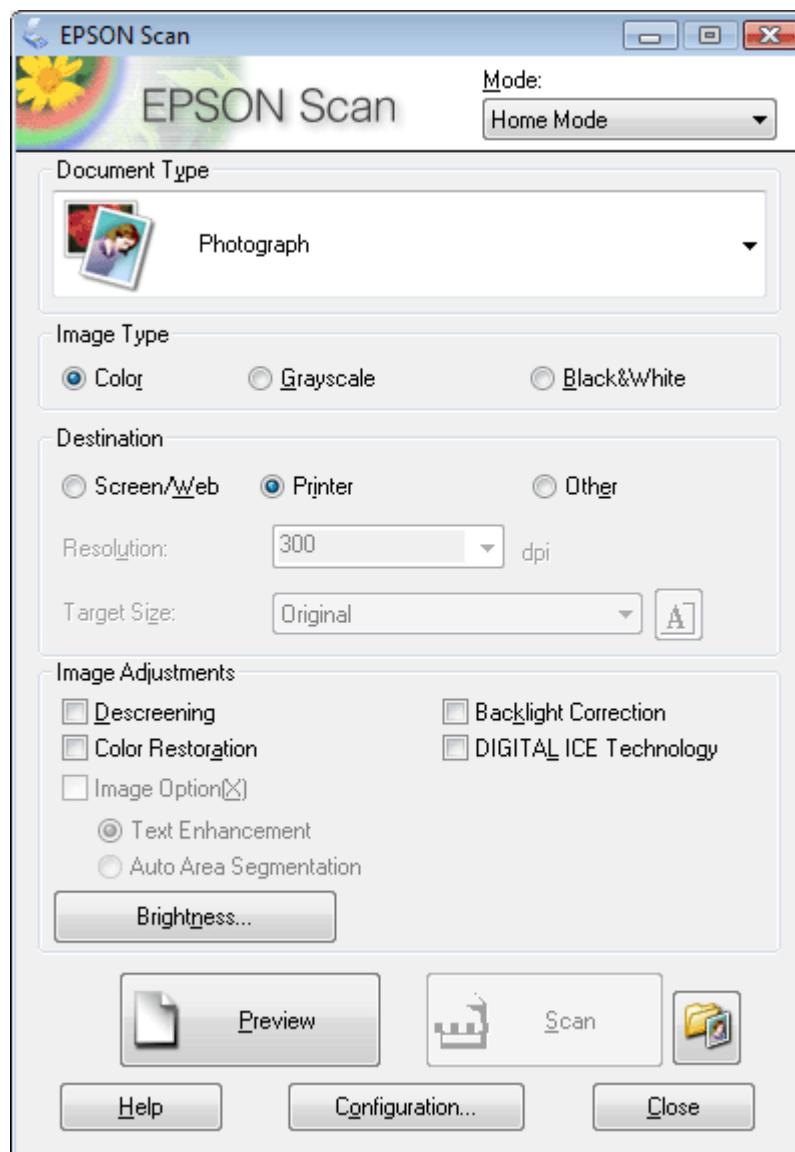 EPSON Scan
EPSON Scan
Mode:
Home Mode
Document Type
Photograph
Image Type
Color Grayscale Black&White
Destination
Screen/Web Printer Other
Resolution: 300 dpi
Target Size: Original A
Image Adjustments
Descreening Backlight Correction
Color Restoration DIGITAL ICE Technology
Image Option(X)
Text Enhancement
Auto Area Segmentation
Brightness...
Preview Scan
Help Configuration... Close